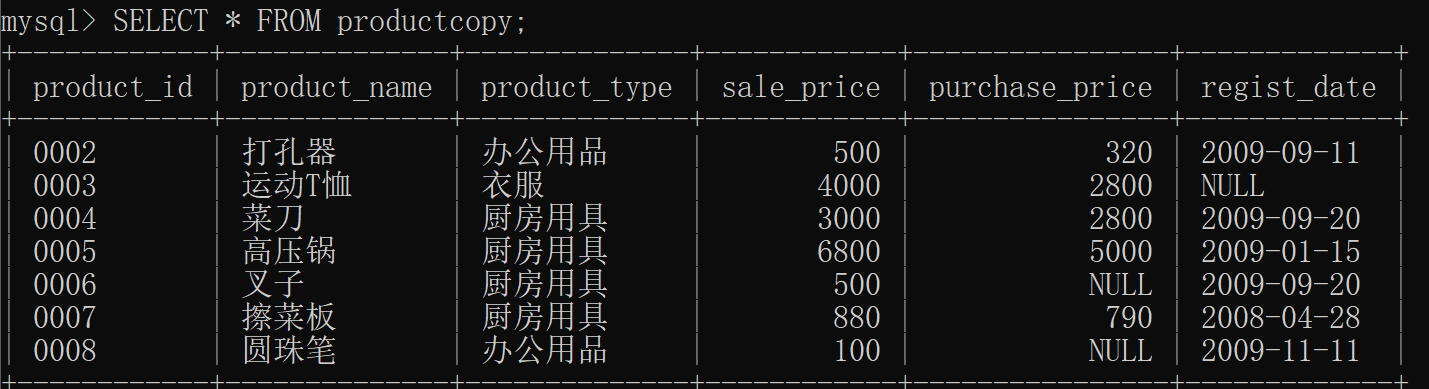 mysql> SELECT * FROM productcopy;
+------------+--------------+--------------+------------+----------------+-------------+
| product_id | product_name | product_type | sale_price | purchase_price | regist_date |
+------------+--------------+--------------+------------+----------------+-------------+
| 0002 | 打孔器 | 办公用品 | 500 | 320 | 2009-09-11 |
| 0003 | 运动T恤 | 衣服 | 4000 | 2800 | NULL |
| 0004 | 菜刀 | 厨房用具 | 3000 | 2800 | 2009-09-20 |
| 0005 | 高压锅 | 厨房用具 | 6800 | 5000 | 2009-01-15 |
| 0006 | 叉子 | 厨房用具 | 500 | NULL | 2009-09-20 |
| 0007 | 擦菜板 | 厨房用具 | 880 | 790 | 2008-04-28 |
| 0008 | 圆珠笔 | 办公用品 | 100 | NULL | 2009-11-11 |
+------------+--------------+--------------+------------+----------------+-------------+